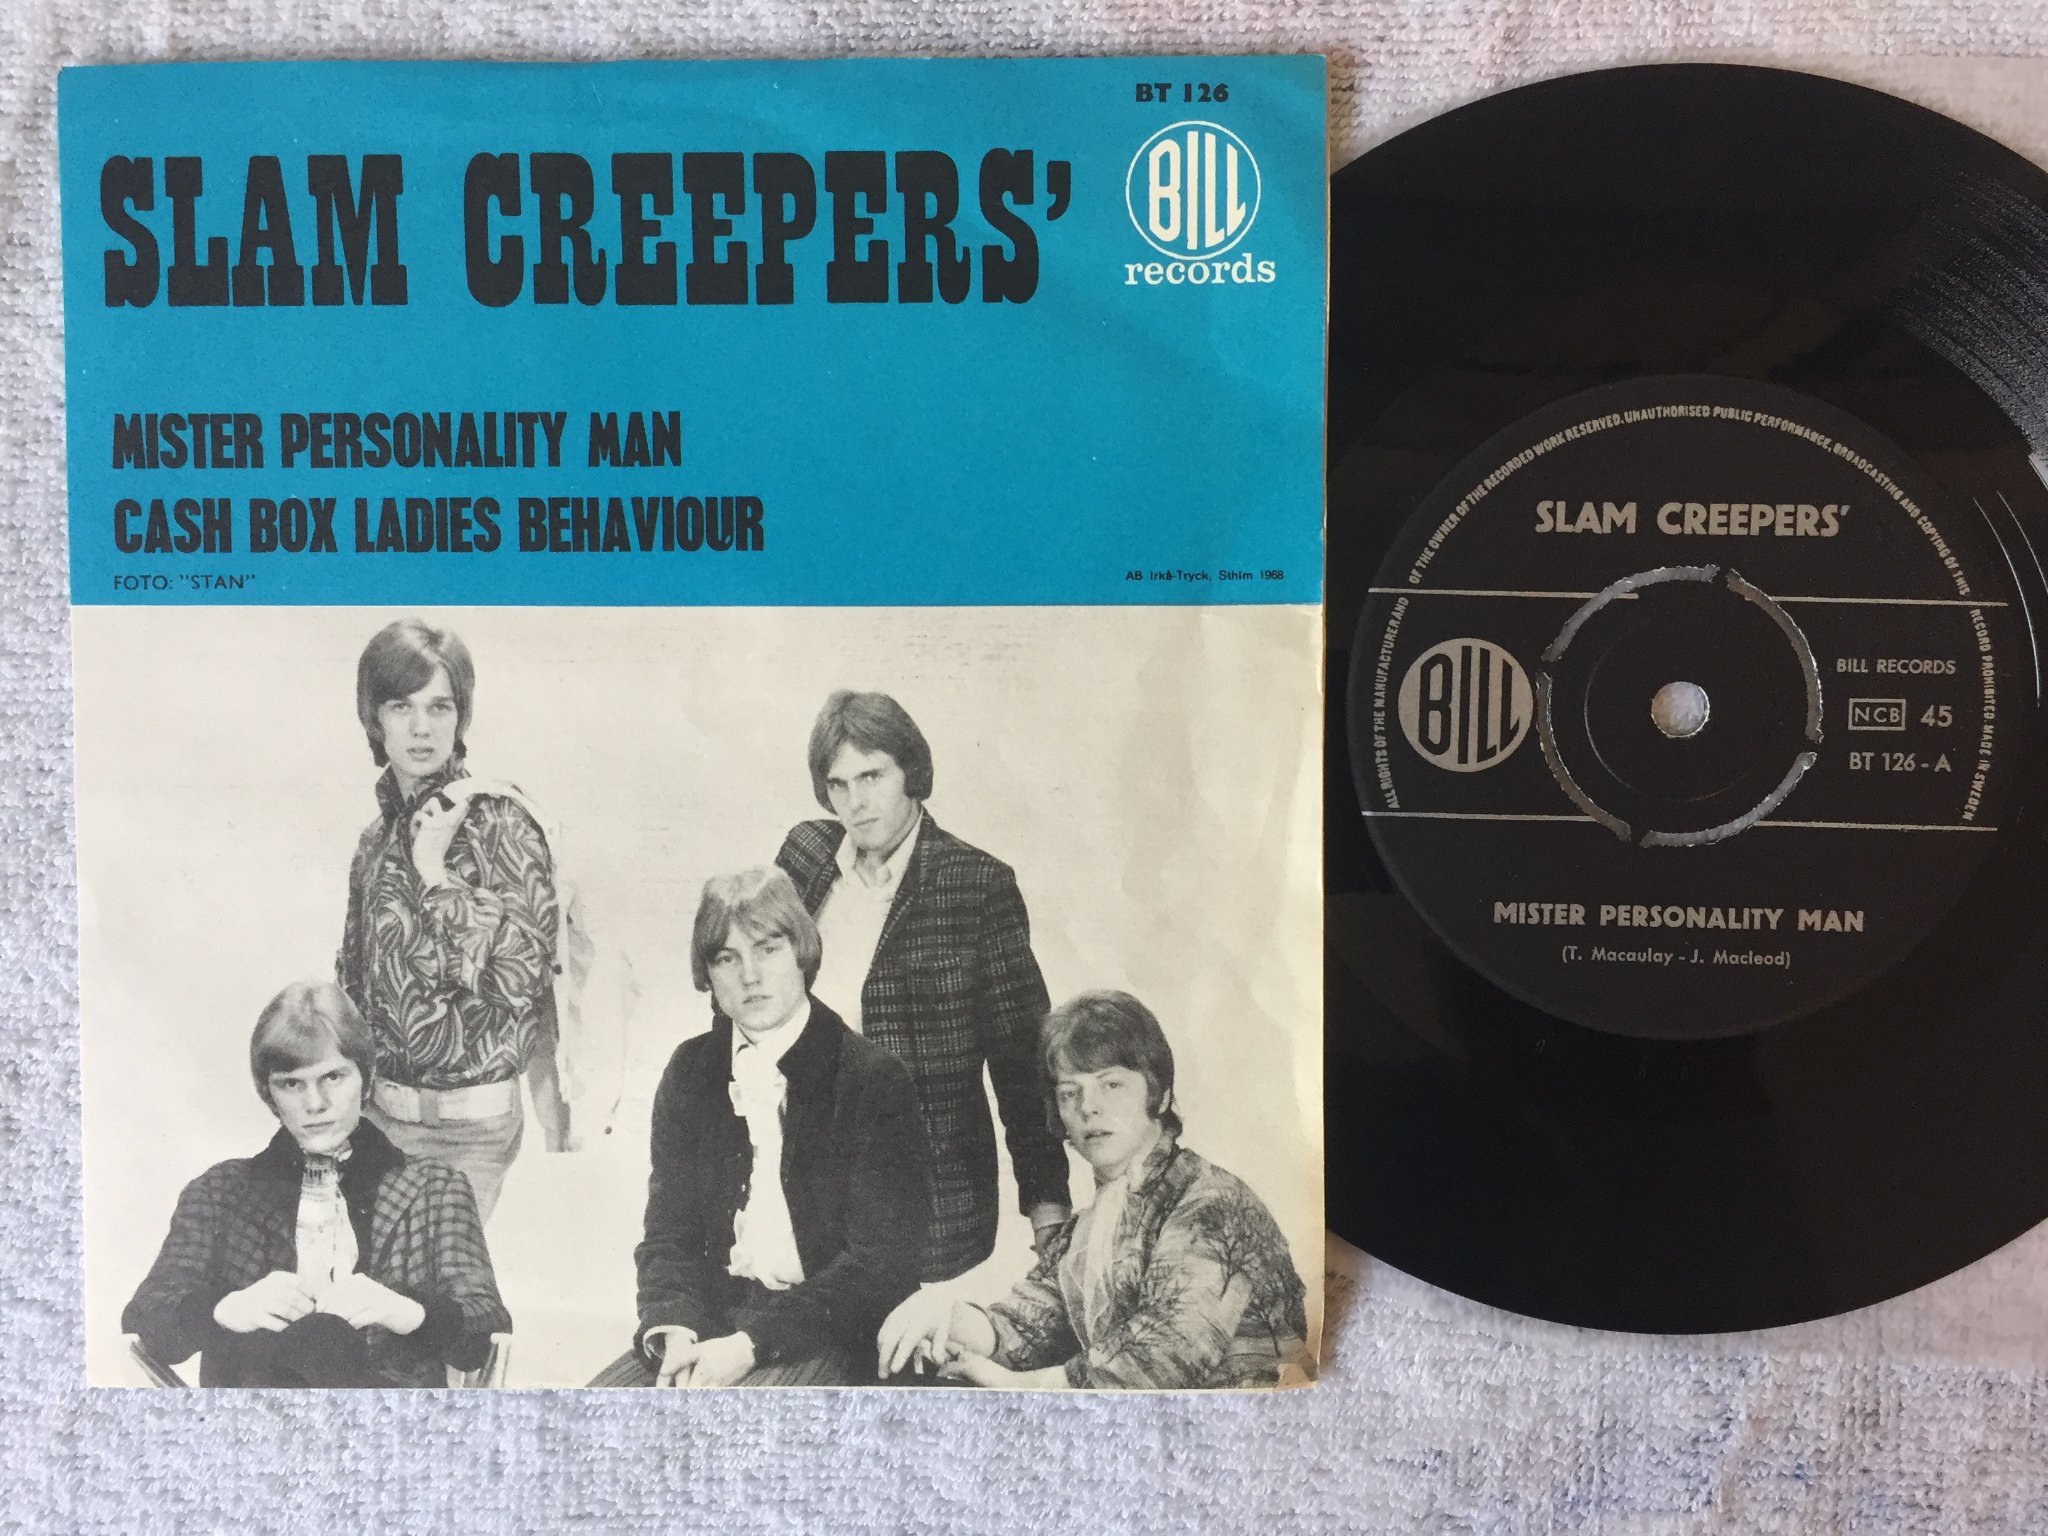 BT 126
SLAM CREEPERS'
BILL
records
MISTER PERSONALITY MAN
CASH BOX LADIES BEHAVIOUR
FOTO: "STAN"
AB Irkå-Tryck, Sthlm 1968
ALL RIGHTS OF THE MANUFACTURER AND OF THE OWNER OF THE RECORDED WORK RESERVED. UNAUTHORISED PUBLIC PERFORMANCE, BROADCASTING AND COPYING OF THIS RECORD PROHIBITED. MADE IN SWEDEN
SLAM CREEPERS'
BILL
BILL RECORDS
NCB 45
BT 126 - A
MISTER PERSONALITY MAN
(T. Macaulay - J. Macleod)